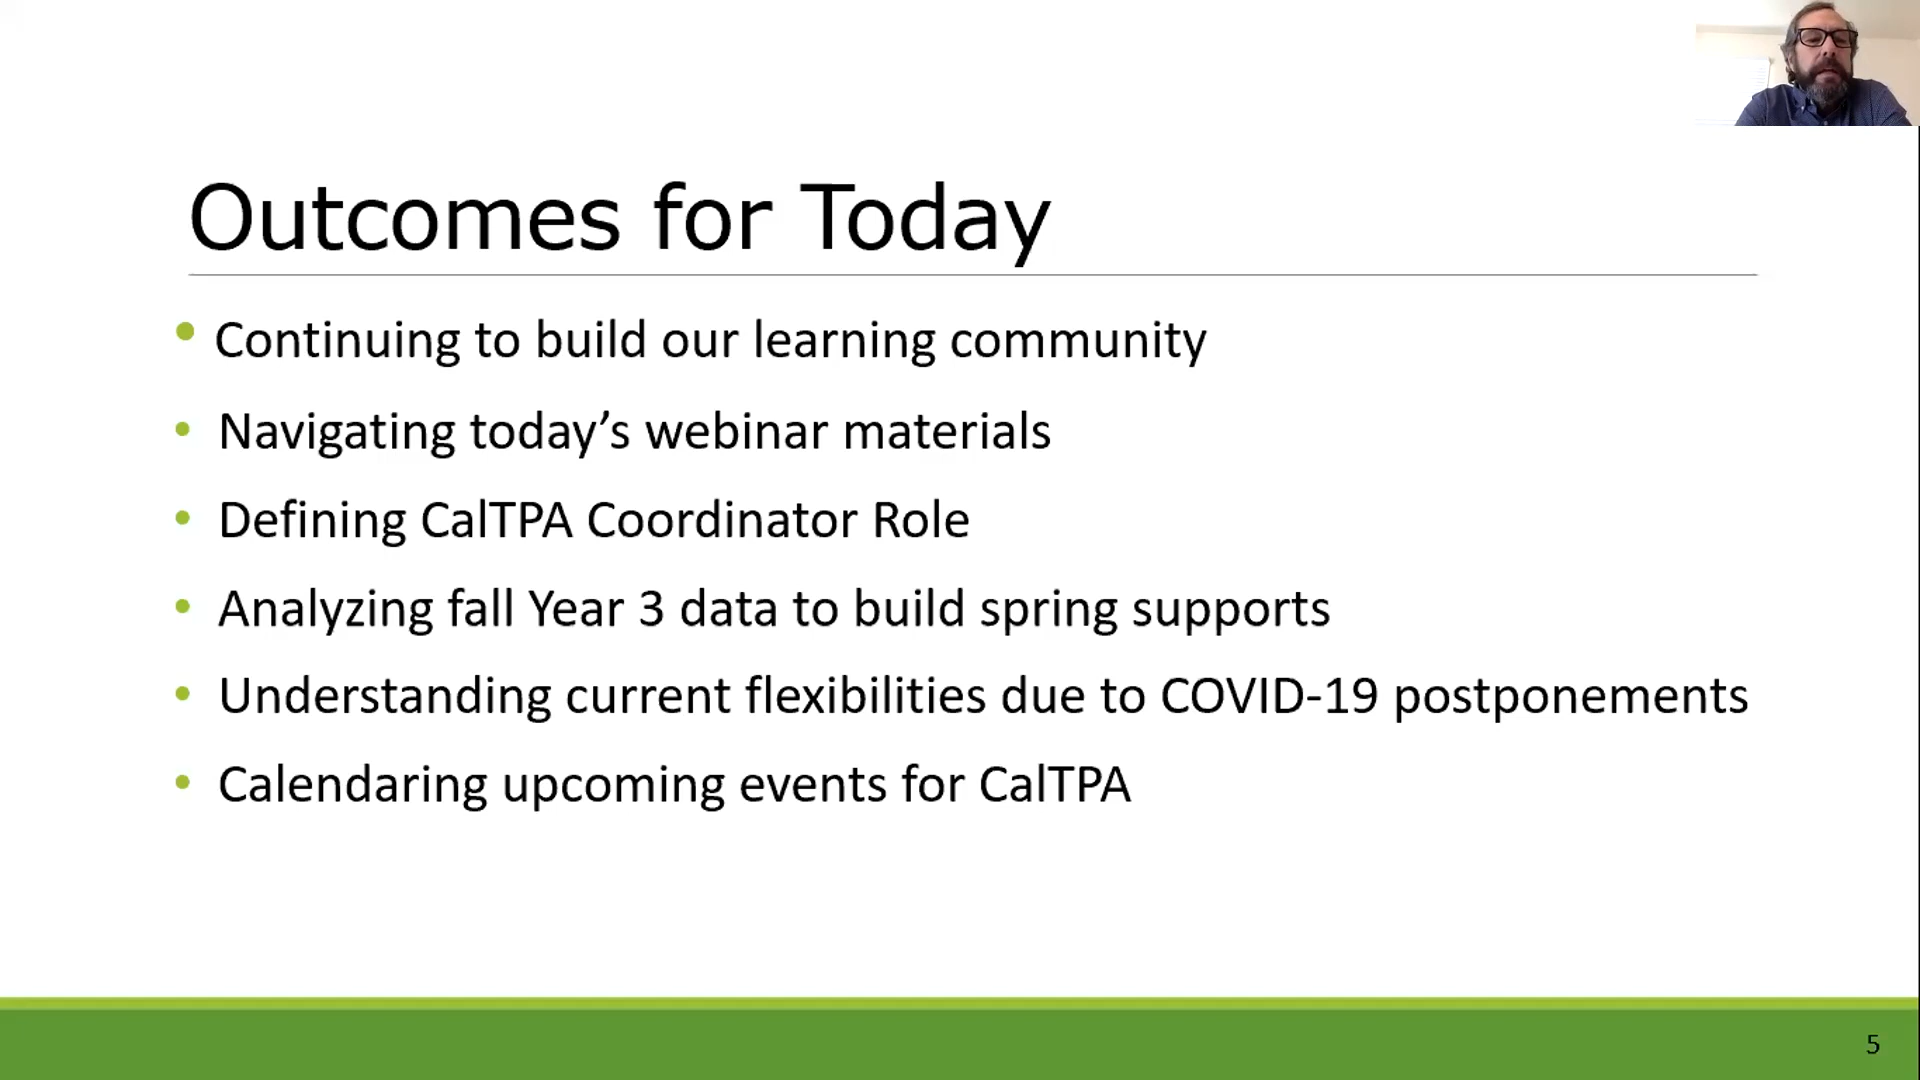 Outcomes for Today
• Continuing to build our learning community
• Navigating today’s webinar materials
• Defining CalTPA Coordinator Role
• Analyzing fall Year 3 data to build spring supports
• Understanding current flexibilities due to COVID-19 postponements
• Calendaring upcoming events for CalTPA
5